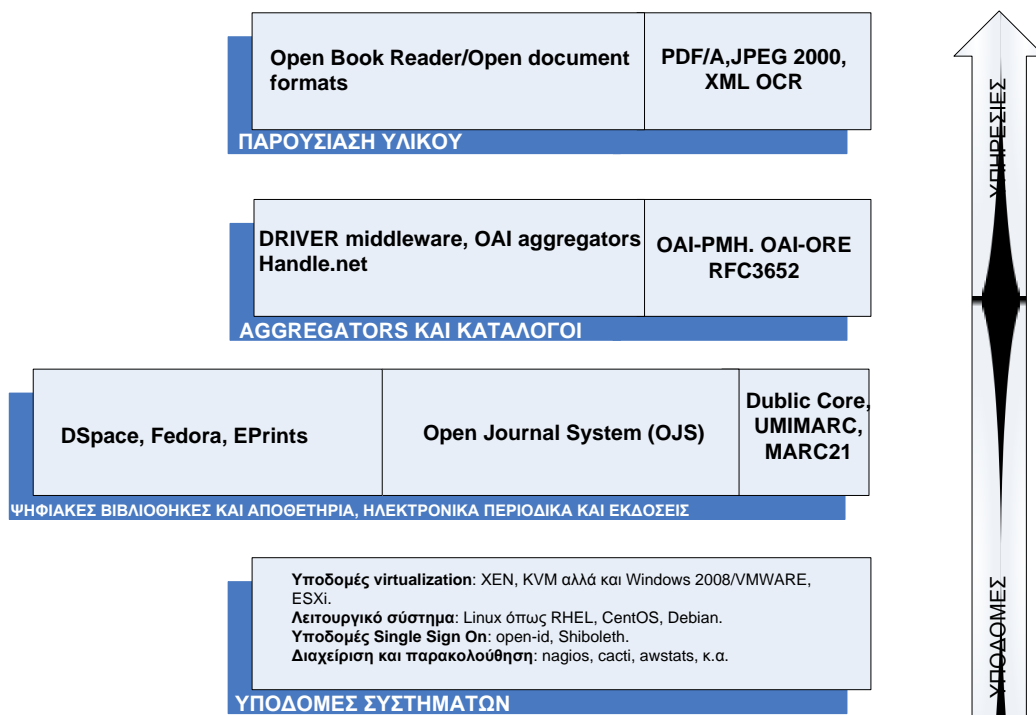 Open Book Reader/Open document
formats
PDF/A,JPEG 2000,
XML OCR
ΠΑΡΟΥΣΙΑΣΗ ΥΛΙΚΟΥ
DRIVER middleware, OAI aggregators
Handle.net
OAI-PMH. OAI-ORE
RFC3652
AGGREGATORS ΚΑΙ ΚΑΤΑΛΟΓΟΙ
DSpace, Fedora, EPrints
Open Journal System (OJS)
Dublic Core,
UMIMARC,
MARC21
ΨΗΦΙΑΚΕΣ ΒΙΒΛΙΟΘΗΚΕΣ ΚΑΙ ΑΠΟΘΕΤΗΡΙΑ, ΗΛΕΚΤΡΟΝΙΚΑ ΠΕΡΙΟΔΙΚΑ ΚΑΙ ΕΚΔΟΣΕΙΣ
Υποδομές virtualization: XEN, KVM αλλά και Windows 2008/VMWARE,
ESXi.
Λειτουργικό σύστημα: Linux όπως RHEL, CentOS, Debian.
Υποδομές Single Sign On: open-id, Shiboleth.
Διαχείριση και παρακολούθηση: nagios, cacti, awstats, κ.α.
ΥΠΟΔΟΜΕΣ ΣΥΣΤΗΜΑΤΩΝ
ΥΠΗΡΕΣΙΕΣ
ΥΠΟΔΟΜΕΣ